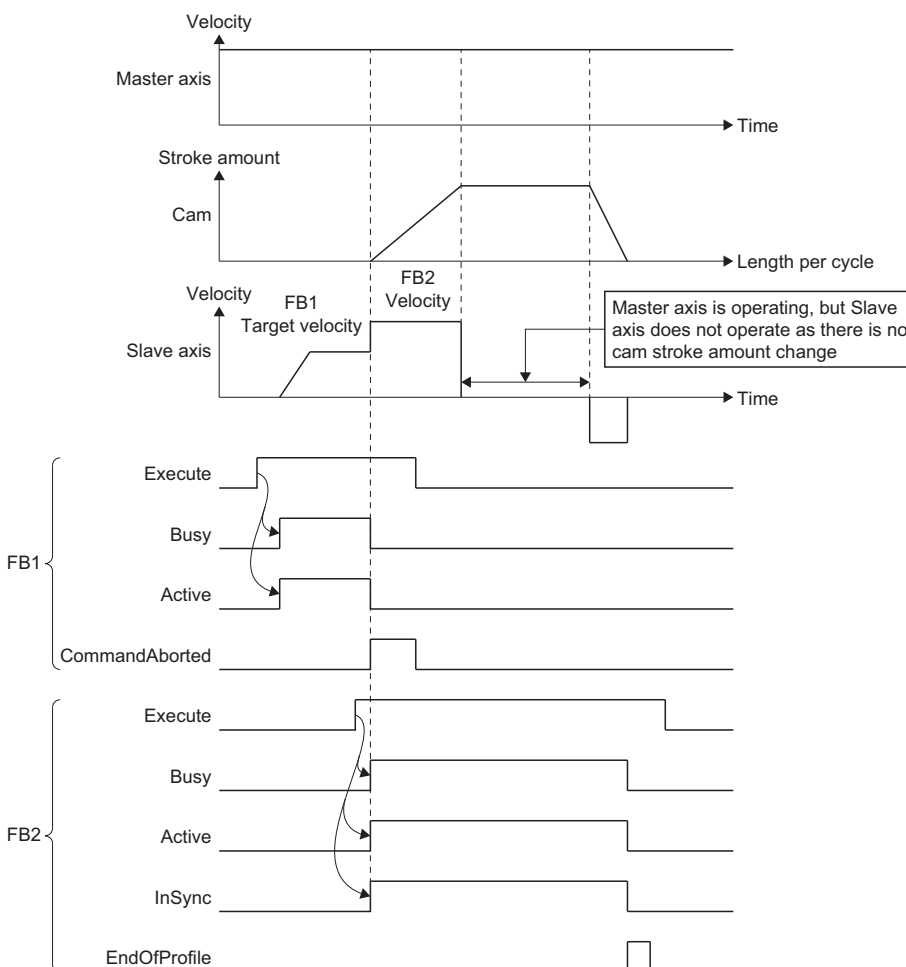 Velocity
Master axis
Time
Stroke amount
Cam
Length per cycle
Velocity
FB1
Target velocity
FB2
Velocity
Master axis is operating, but Slave
axis does not operate as there is no
cam stroke amount change
Slave axis
Time
FB1
Execute
Busy
Active
CommandAborted
FB2
Execute
Busy
Active
InSync
EndOfProfile